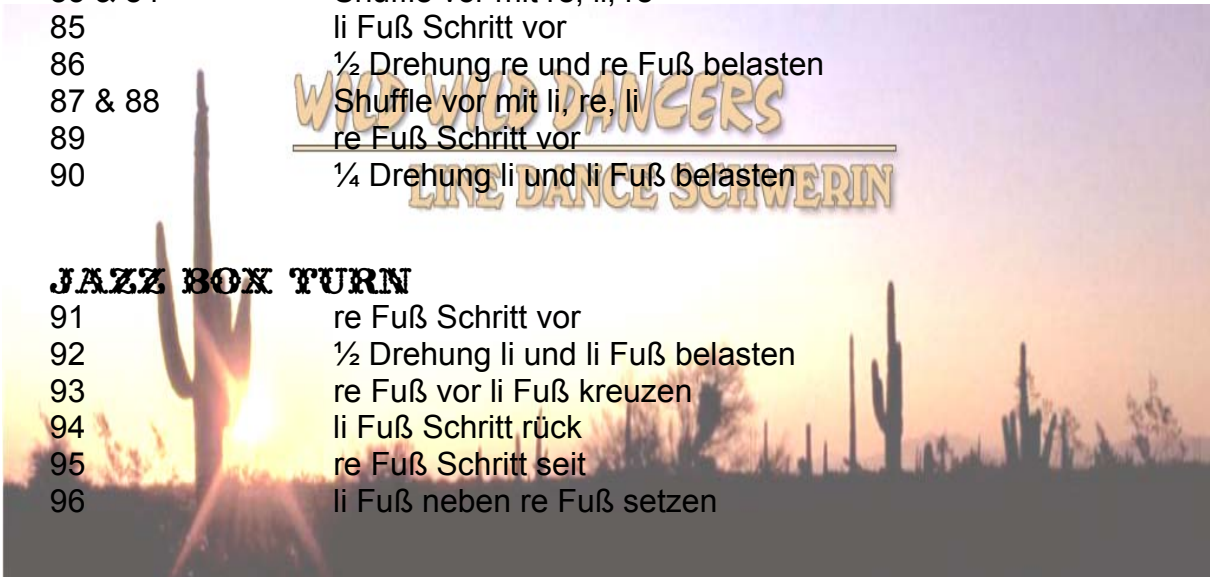 85 li Fuß Schritt vor
86 ½ Drehung re und re Fuß belasten
87 & 88 Shuffle vor mit li, re, li
89 re Fuß Schritt vor
90 ¼ Drehung li und li Fuß belasten
WILD WILD DANCERS
LINE DANCE SCHWERIN
JAZZ BOX TURN
91 re Fuß Schritt vor
92 ½ Drehung li und li Fuß belasten
93 re Fuß vor li Fuß kreuzen
94 li Fuß Schritt rück
95 re Fuß Schritt seit
96 li Fuß neben re Fuß setzen